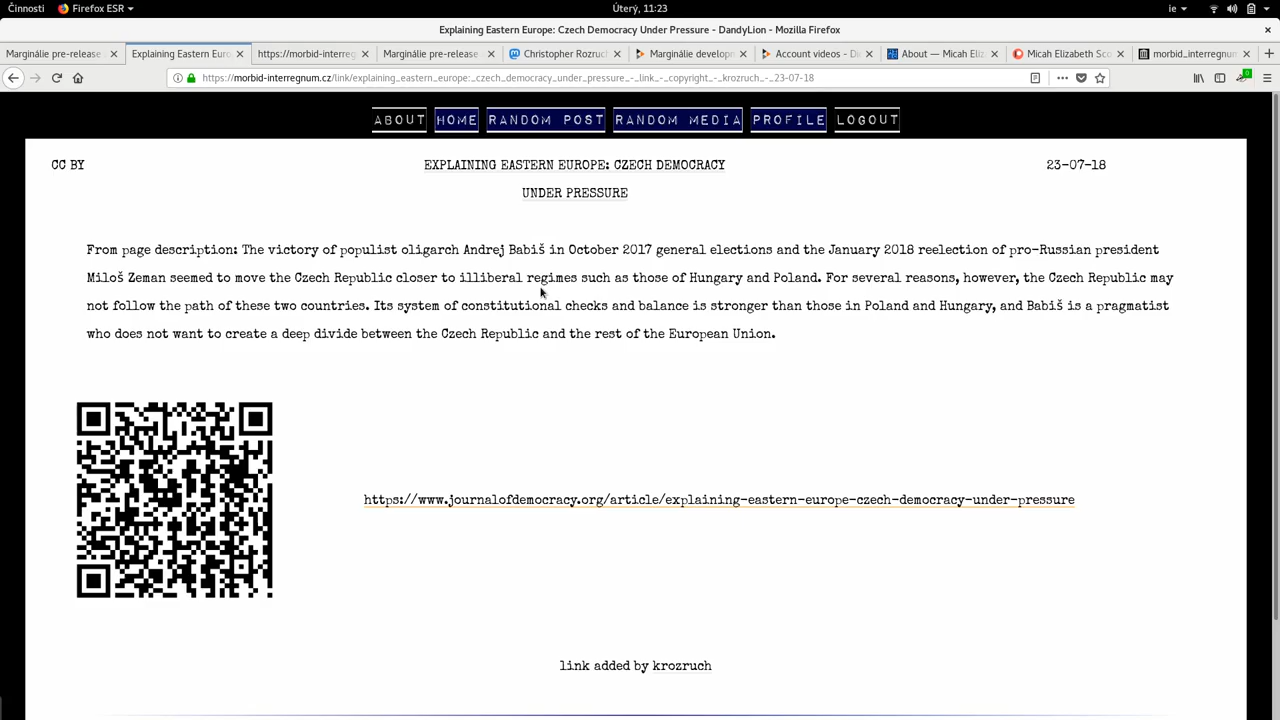 Činnosti Firefox ESR Úterý, 11:23 ie
Explaining Eastern Europe: Czech Democracy Under Pressure - DandyLion - Mozilla Firefox
Marginálie pre-release Explaining Eastern Euro https://morbid-interreg Marginálie pre-release Christopher Rozruch Marginálie developm Account videos - D About — Micah Eliz Micah Elizabeth Sco morbid_interregnum
https://morbid-interregnum.cz/link/explaining_eastern_europe:_czech_democracy_under_pressure_-_link_-_copyright_-_krozruch_-_23-07-18 0
ABOUT HOME RANDOM POST RANDOM MEDIA PROFILE LOGOUT
CC BY EXPLAINING EASTERN EUROPE: CZECH DEMOCRACY 23-07-18
UNDER PRESSURE
From page description: The victory of populist oligarch Andrej Babiš in October 2017 general elections and the January 2018 reelection of pro-Russian president
Miloš Zeman seemed to move the Czech Republic closer to illiberal regimes such as those of Hungary and Poland. For several reasons, however, the Czech Republic may
not follow the path of these two countries. Its system of constitutional checks and balance is stronger than those in Poland and Hungary, and Babiš is a pragmatist
who does not want to create a deep divide between the Czech Republic and the rest of the European Union.
https://www.journalofdemocracy.org/article/explaining-eastern-europe-czech-democracy-under-pressure
link added by krozruch